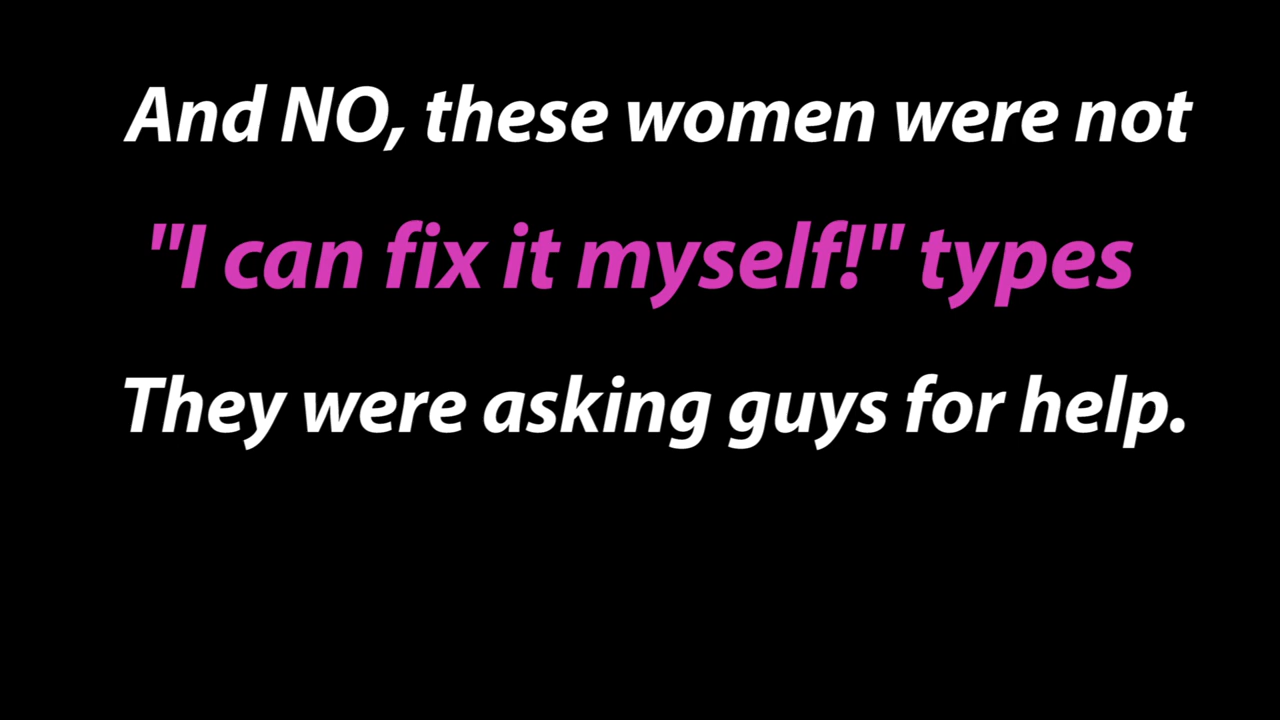 And NO, these women were not
"I can fix it myself!" types
They were asking guys for help.